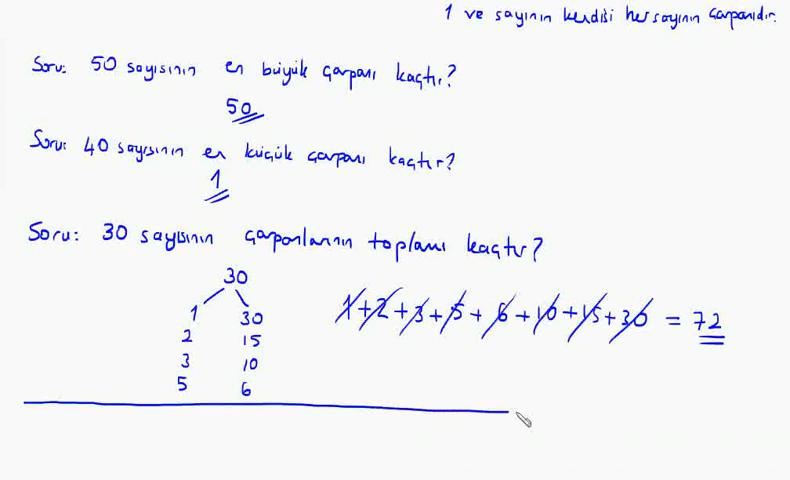 1 ve sayının kendisi her sayının çarpanıdır.
Soru: 50 sayısının en büyük çarpanı kaçtır?
50
Soru: 40 sayısının en küçük çarpanı kaçtır?
1
Soru: 30 sayısının çarpanlarının toplamı kaçtır?
30
1 30
2 15
3 10
5 6
1+2+3+5+6+10+15+30 = 72